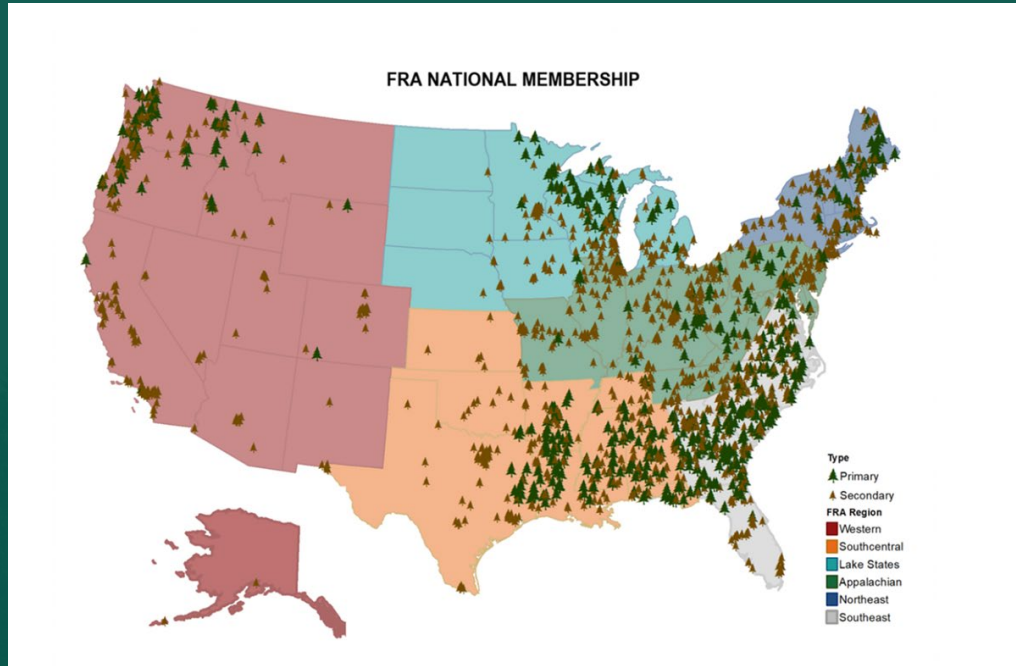 FRA NATIONAL MEMBERSHIP
Type
Primary
Secondary
FRA Region
Western
Southcentral
Lake States
Appalachian
Northeast
Southeast